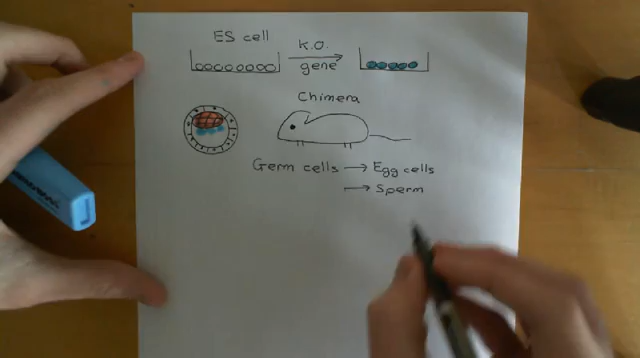 ES cell
K.O.
gene
Chimera
Germ cells → Egg cells
→ Sperm